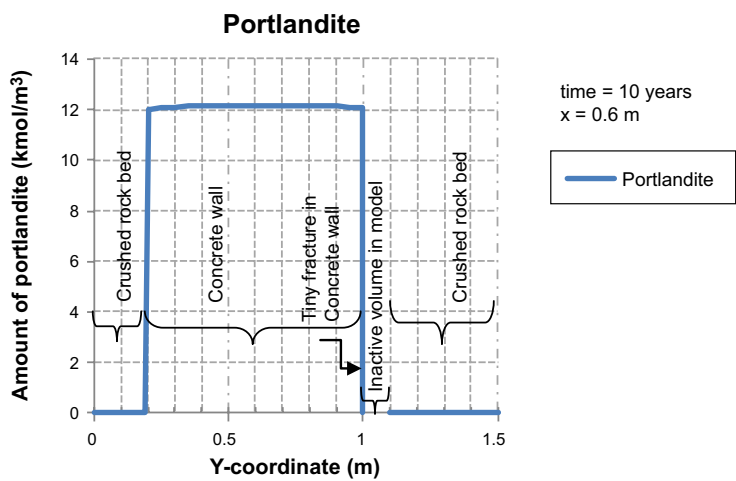 Portlandite
Amount of portlandite (kmol/m³)
14
12
10
8
6
4
2
0
Crushed rock bed
Concrete wall
Tiny fracture in
Concrete wall
Inactive volume in model
Crushed rock bed
0
0.5
1
1.5
Y-coordinate (m)
time = 10 years
x = 0.6 m
Portlandite